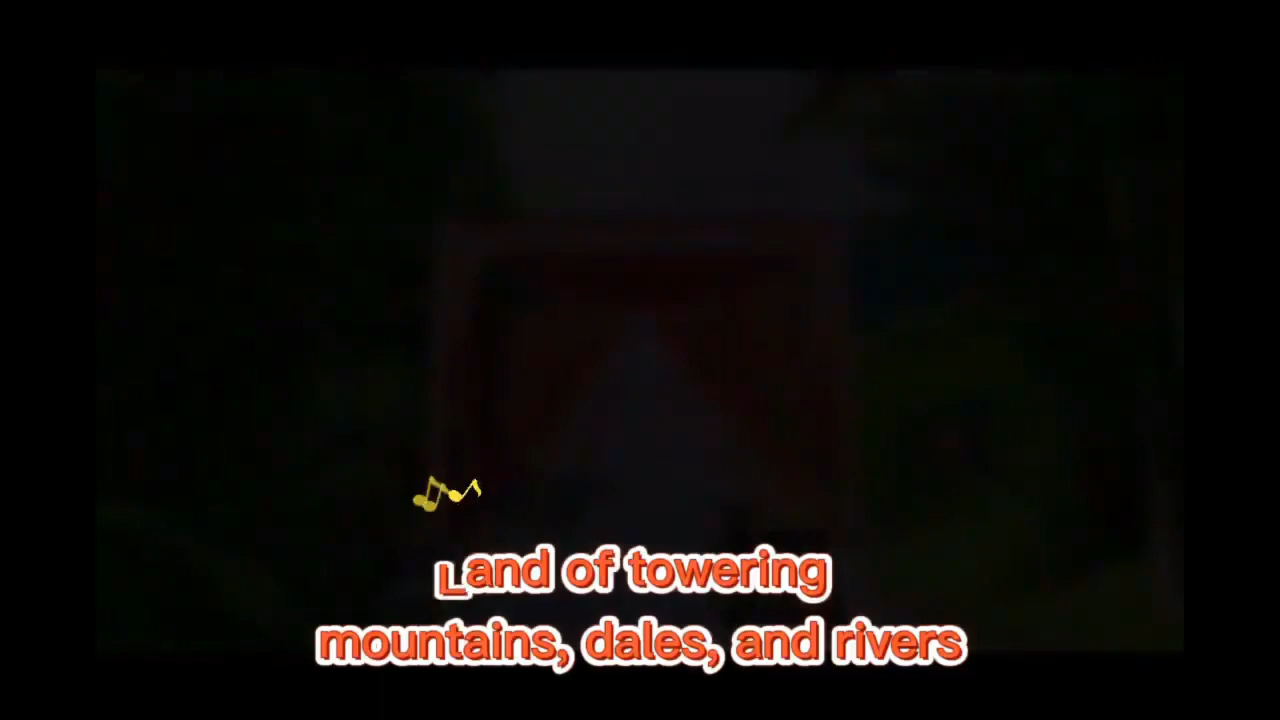 Land of towering
mountains, dales, and rivers